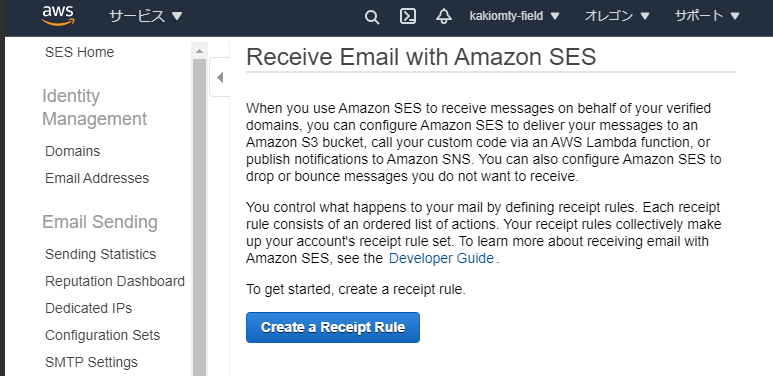 aws サービス kakiomty-field オレゴン サポート
SES Home
Identity
Management
Domains
Email Addresses
Email Sending
Sending Statistics
Reputation Dashboard
Dedicated IPs
Configuration Sets
SMTP Settings
Receive Email with Amazon SES
When you use Amazon SES to receive messages on behalf of your verified
domains, you can configure Amazon SES to deliver your messages to an
Amazon S3 bucket, call your custom code via an AWS Lambda function, or
publish notifications to Amazon SNS. You can also configure Amazon SES to
drop or bounce messages you do not want to receive.
You control what happens to your mail by defining receipt rules. Each receipt
rule consists of an ordered list of actions. Your receipt rules collectively make
up your account's receipt rule set. To learn more about receiving email with
Amazon SES, see the Developer Guide.
To get started, create a receipt rule.
Create a Receipt Rule